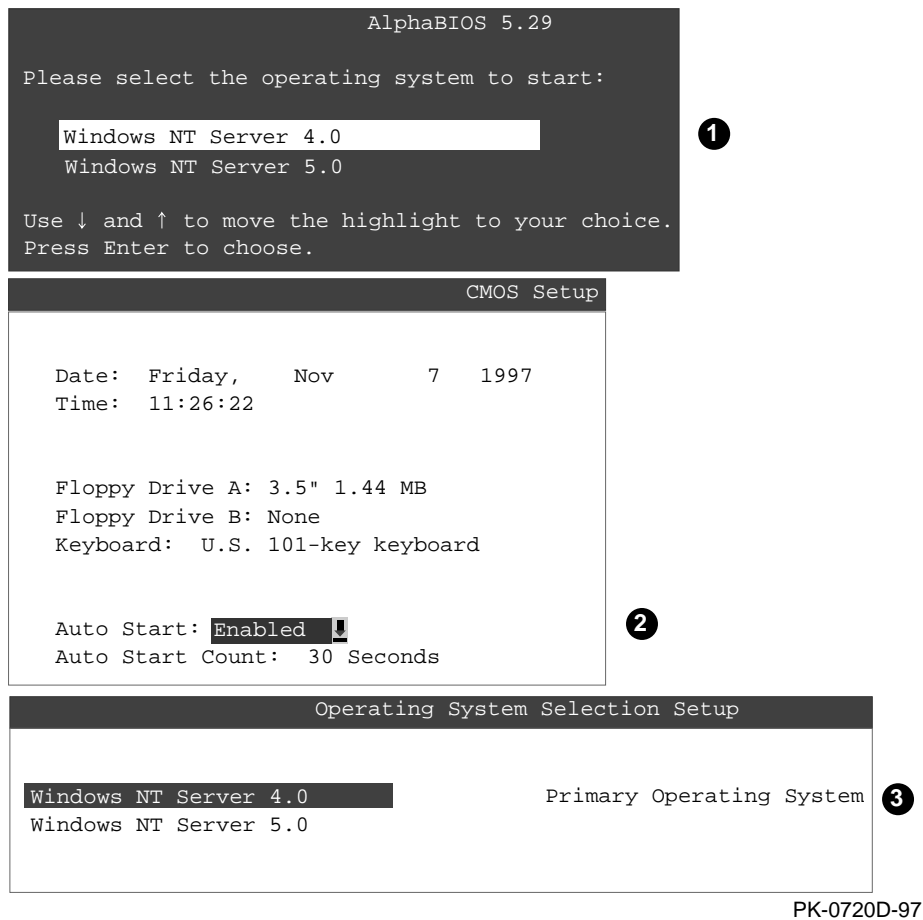 AlphaBIOS 5.29
Please select the operating system to start:
Windows NT Server 4.0
1
Windows NT Server 5.0
Use ↓ and ↑ to move the highlight to your choice.
Press Enter to choose.
CMOS Setup
Date: Friday, Nov 7 1997
Time: 11:26:22
Floppy Drive A: 3.5" 1.44 MB
Floppy Drive B: None
Keyboard: U.S. 101-key keyboard
Auto Start: Enabled ↓
2
Auto Start Count: 30 Seconds
Operating System Selection Setup
Windows NT Server 4.0 Primary Operating System
3
Windows NT Server 5.0
PK-0720D-97